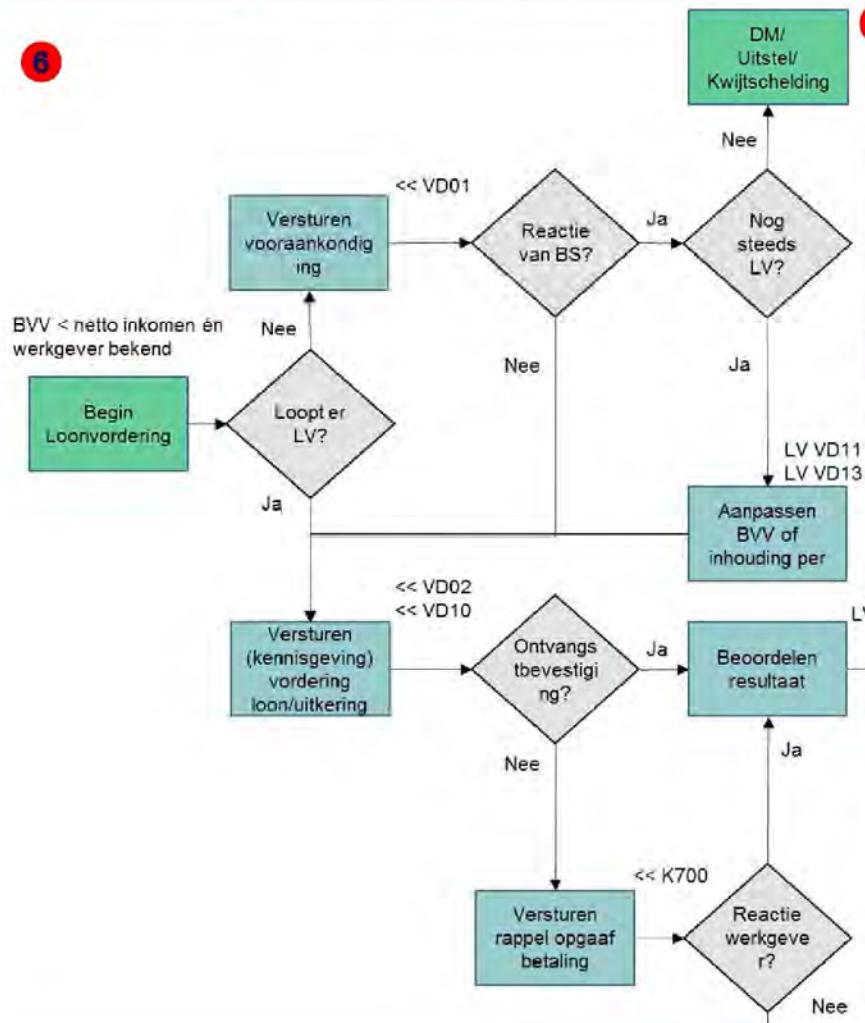 6
DM/
Uitstel/
Kwijtschelding
Nee
<< VD01
Versturen
vooraankondig
ing
Reactie
van BS?
Ja
Nog
steeds
LV?
BVV < netto inkomen én
werkgever bekend
Nee
Nee
Ja
Begin
Loonvordering
Loopt er
LV?
Ja
LV VD11
LV VD13
Aanpassen
BVV of
inhouding per
<< VD02
<< VD10
Versturen
(kennisgeving)
vordering
loon/uitkering
Ontvangs
tbevestigi
ng?
Ja
Beoordelen
resultaat
LV
Nee
Ja
<< K700
Versturen
rappel opgaaf
betaling
Reactie
werkgeve
r?
Nee